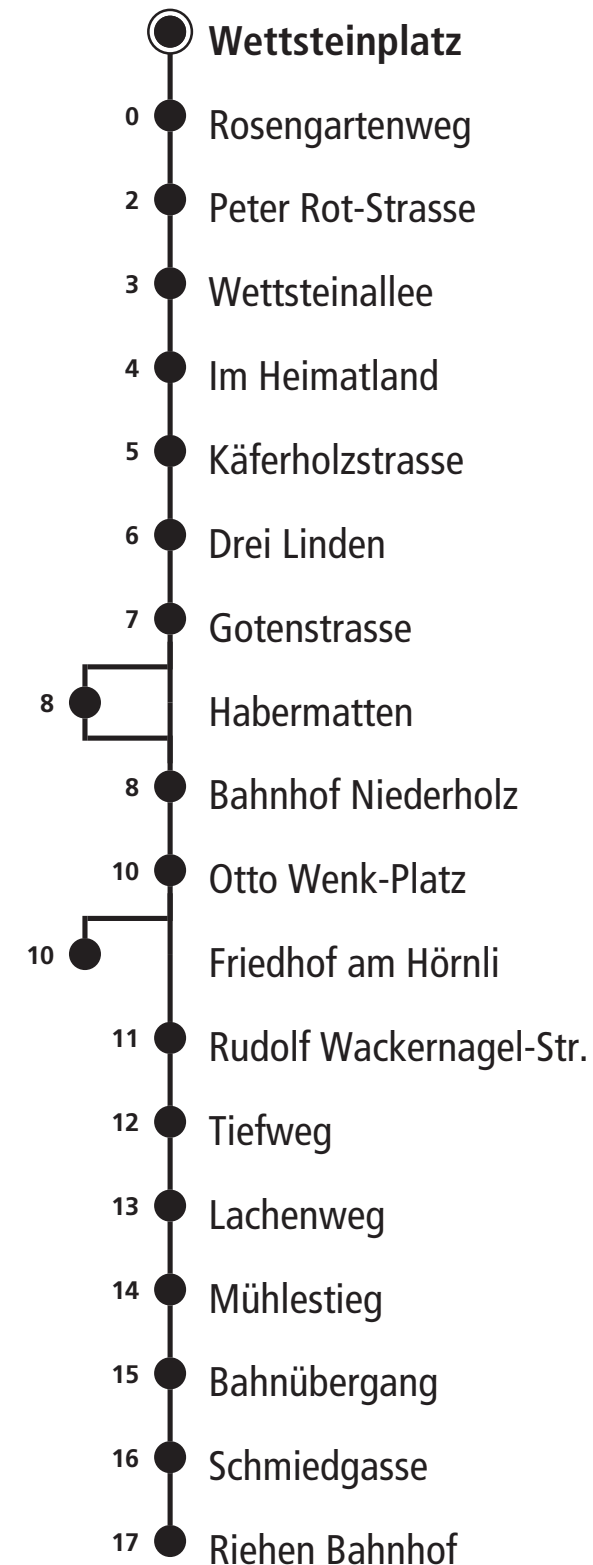 Wettsteinplatz
0 Rosengartenweg
2 Peter Rot-Strasse
3 Wettsteinallee
4 Im Heimatland
5 Käferholzstrasse
6 Drei Linden
7 Gotenstrasse
8 Habermatten
8 Bahnhof Niederholz
10 Otto Wenk-Platz
10 Friedhof am Hörnli
11 Rudolf Wackernagel-Str.
12 Tiefweg
13 Lachenweg
14 Mühlestieg
15 Bahnübergang
16 Schmiedgasse
17 Riehen Bahnhof